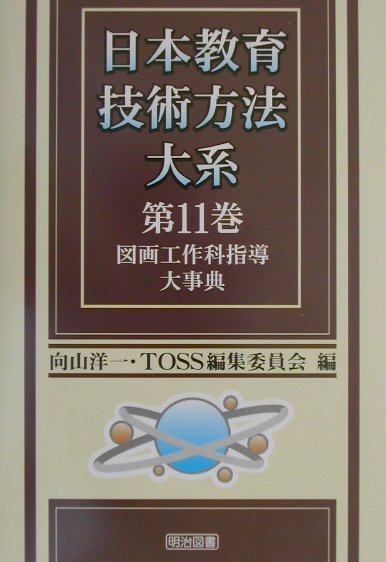 日本教育
技術方法
大系
第11巻
図画工作科指導
大事典
向山洋一・TOSS編集委員会 編
明治図書